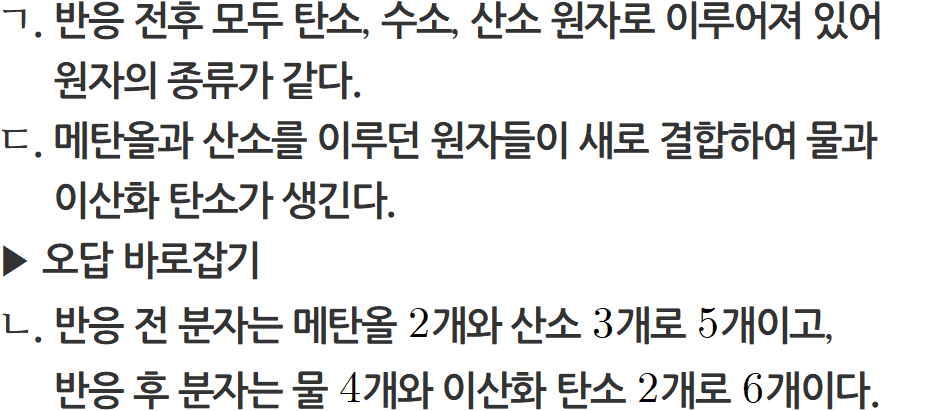 ㄱ. 반응 전후 모두 탄소, 수소, 산소 원자로 이루어져 있어
원자의 종류가 같다.
ㄷ. 메탄올과 산소를 이루던 원자들이 새로 결합하여 물과
이산화 탄소가 생긴다.
▶ 오답 바로잡기
ㄴ. 반응 전 분자는 메탄올 2개와 산소 3개로 5개이고,
반응 후 분자는 물 4개와 이산화 탄소 2개로 6개이다.